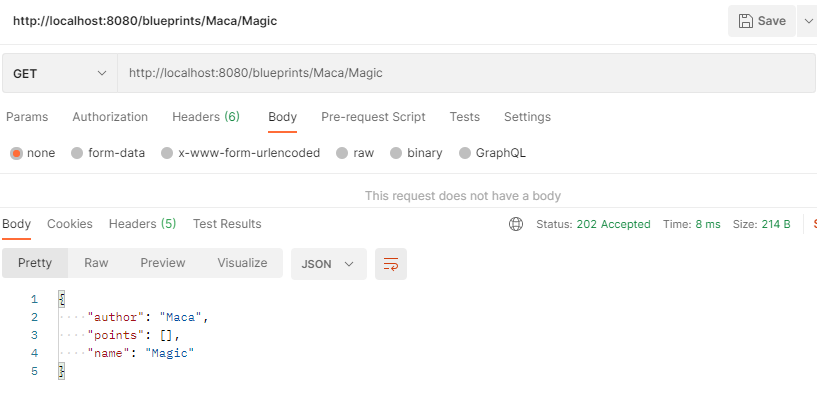 http://localhost:8080/blueprints/Maca/Magic
Save
GET
http://localhost:8080/blueprints/Maca/Magic
Params Authorization Headers (6) Body Pre-request Script Tests Settings
none form-data x-www-form-urlencoded raw binary GraphQL
This request does not have a body
Body Cookies Headers (5) Test Results Status: 202 Accepted Time: 8 ms Size: 214 B
Pretty Raw Preview Visualize JSON
1 {
2 "author": "Maca",
3 "points": [],
4 "name": "Magic"
5 }